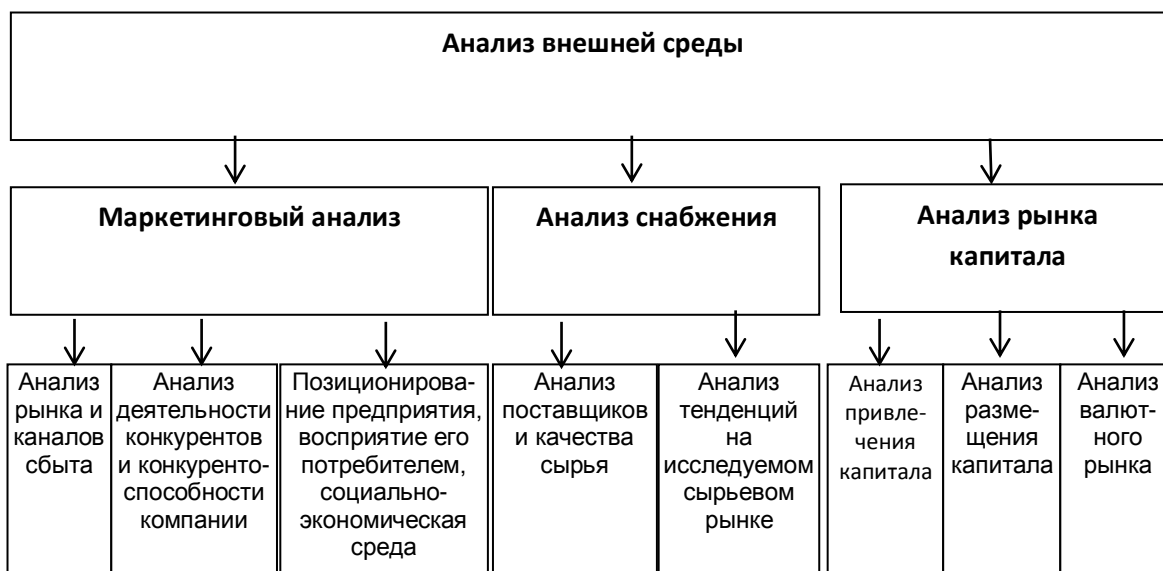 Анализ внешней среды
Маркетинговый анализ
Анализ снабжения
Анализ рынка
капитала
Анализ
рынка и
каналов
сбыта
Анализ
деятельности
конкурентов
и конкуренто-
способности
компании
Позиционирова-
ние предприятия,
восприятие его
потребителем,
социально-
экономическая
среда
Анализ
поставщиков
и качества
сырья
Анализ
тенденций
на
исследуемом
сырьевом
рынке
Анализ
привле-
чения
капитала
Анализ
разме-
щения
капитала
Анализ
валют-
ного
рынка